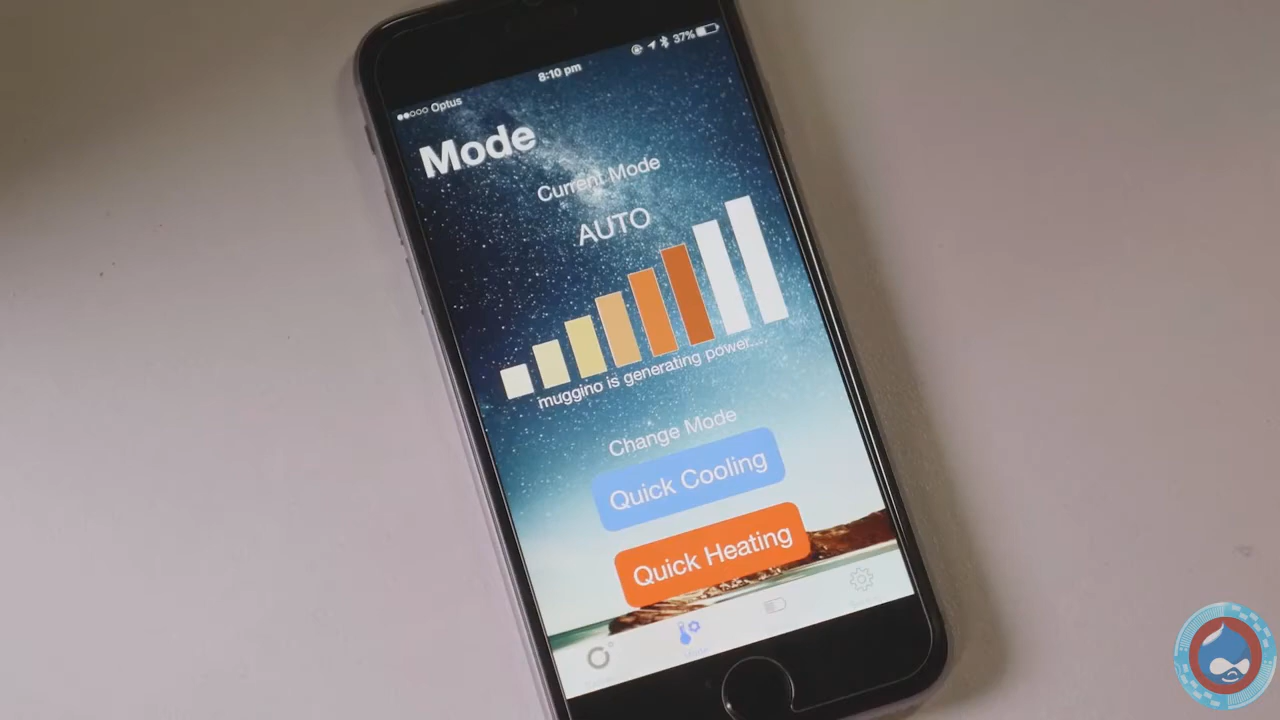 Optus 8:10 pm 37%
Mode
Current Mode
AUTO
muggino is generating power...
Change Mode
Quick Cooling
Quick Heating
Mode